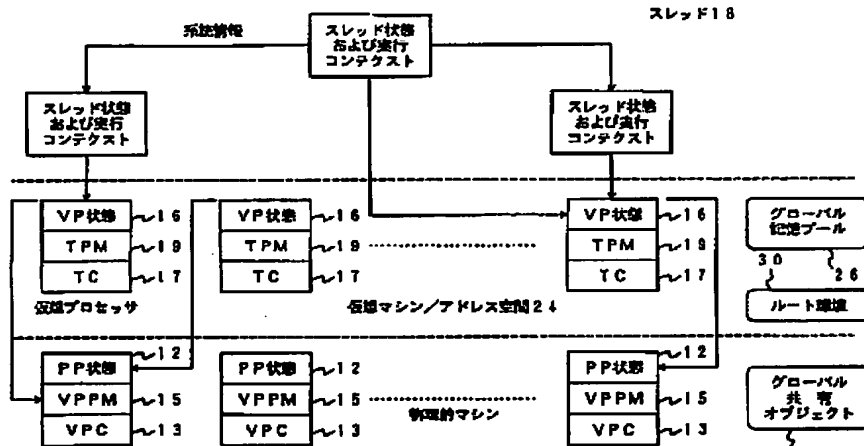 スレッド18
系統情報
スレッド状態
および実行
コンテクスト
スレッド状態
および実行
コンテクスト
スレッド状態
および実行
コンテクスト
VP状態 16
TPM 19
TC 17
VP状態 16
TPM 19
TC 17
VP状態 16
TPM 19
TC 17
グローバル
記憶プール
30
26
ルート環境
仮想プロセッサ
仮想マシン/アドレス空間24
PP状態 12
VPPM 15
VPC 13
PP状態 12
VPPM 15
VPC 13
物理的マシン
PP状態 12
VPPM 15
VPC 13
グローバル
共有
オブジェクト